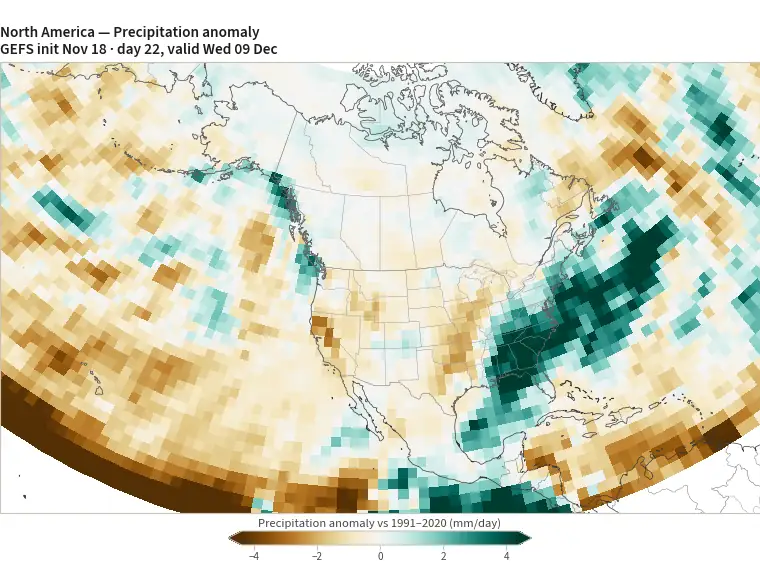 North America — Precipitation anomaly
GEFS init Nov 18 · day 22, valid Wed 09 Dec
Precipitation anomaly vs 1991–2020 (mm/day)
−4 −2 0 2 4